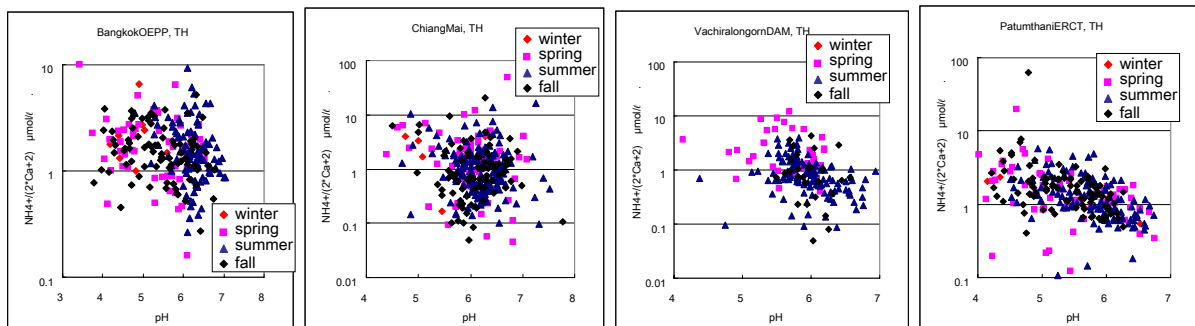 BangkokOEPP, TH
NH4+/(2*Ca+2) μmol/ℓ
10
1
0.1
3 4 5 6 7 8
pH
winter
spring
summer
fall
ChiangMai, TH
NH4+/(2*Ca+2) μmol/ℓ
100
10
1
0.1
0.01
4 5 6 7 8
pH
winter
spring
summer
fall
VachiralongornDAM, TH
NH4+/(2*Ca+2) μmol/ℓ
100
10
1
0.1
0.01
4 5 6 7
pH
winter
spring
summer
fall
PatumthaniERCT, TH
NH4+/(2*Ca+2) μmol/ℓ
100
10
1
0.1
4 5 6 7
pH
winter
spring
summer
fall